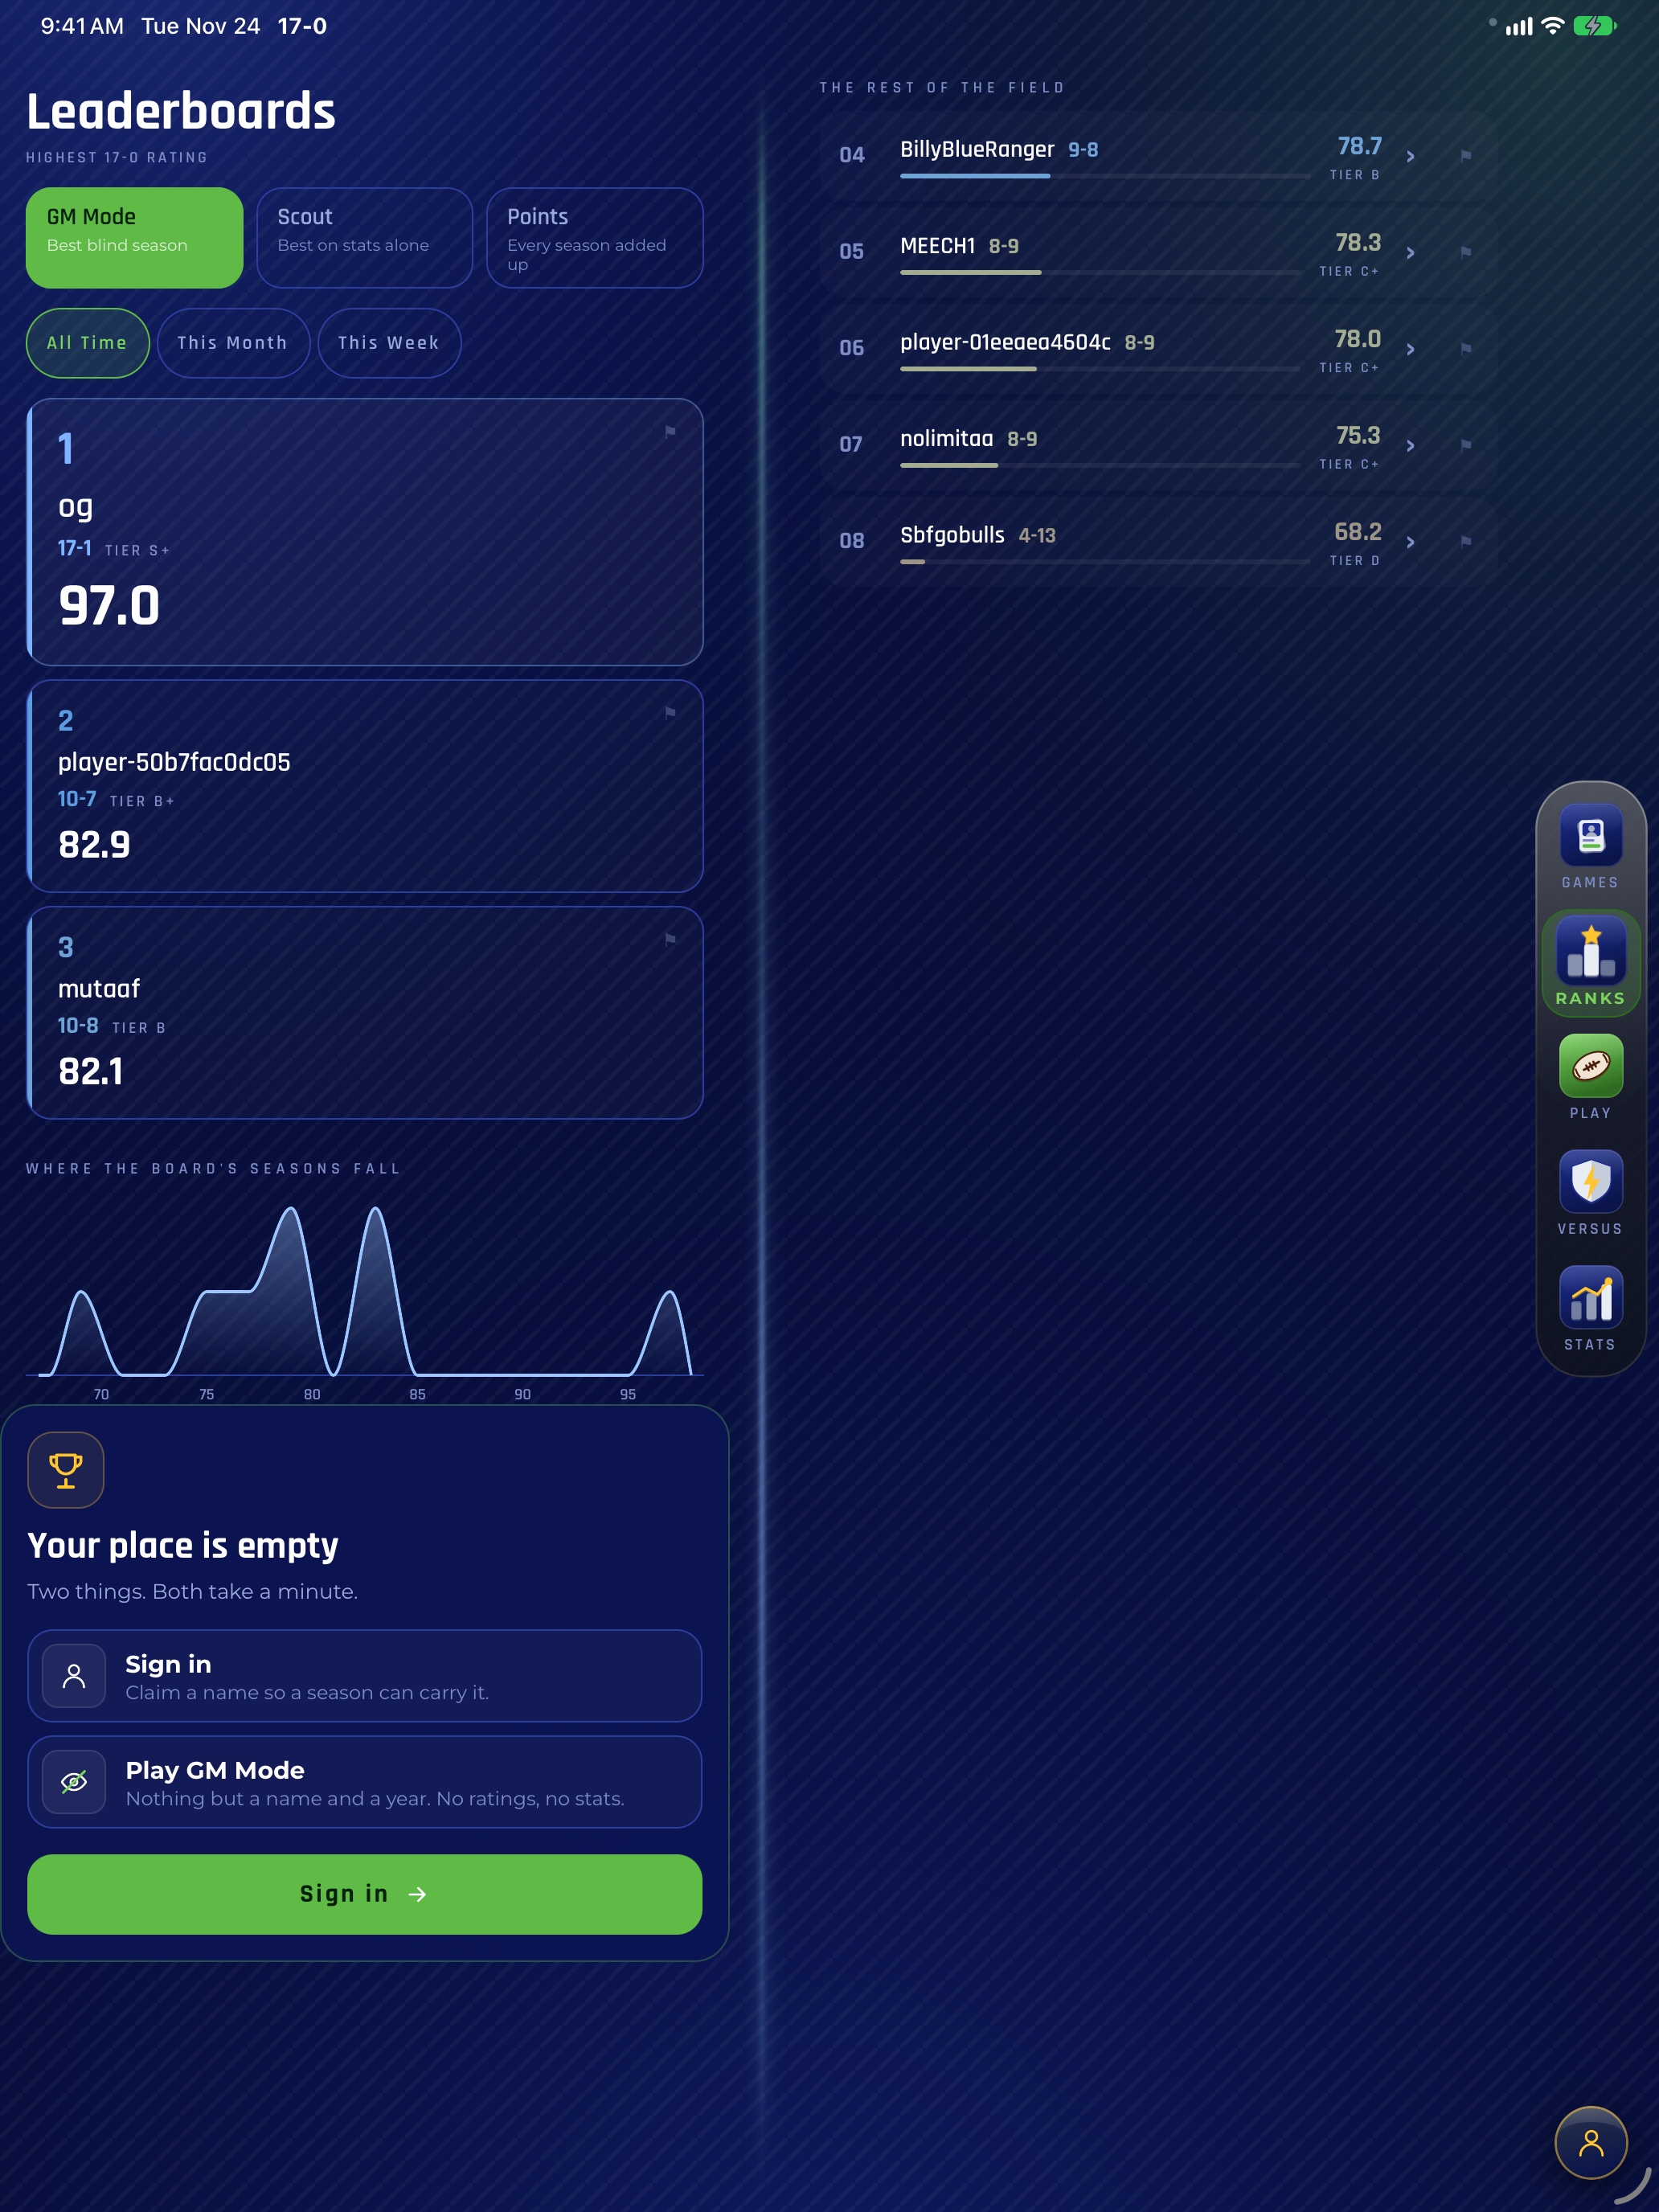 9:41 AM Tue Nov 24 17-0
Leaderboards
HIGHEST 17-0 RATING
GM Mode
Best blind season
Scout
Best on stats alone
Points
Every season added
up
All Time
This Month
This Week
1
og
17-1 TIER S+
97.0
2
player-50b7fac0dc05
10-7 TIER B+
82.9
3
mutaaf
10-8 TIER B
82.1
WHERE THE BOARD'S SEASONS FALL
70 75 80 85 90 95
Your place is empty
Two things. Both take a minute.
Sign in
Claim a name so a season can carry it.
Play GM Mode
Nothing but a name and a year. No ratings, no stats.
Sign in →
THE REST OF THE FIELD
04 BillyBlueRanger 9-8 78.7
TIER B
05 MEECH1 8-9 78.3
TIER C+
06 player-01eeaea4604c 8-9 78.0
TIER C+
07 nolimitaa 8-9 75.3
TIER C+
08 Sbfgobulls 4-13 68.2
TIER D
GAMES
RANKS
PLAY
VERSUS
STATS